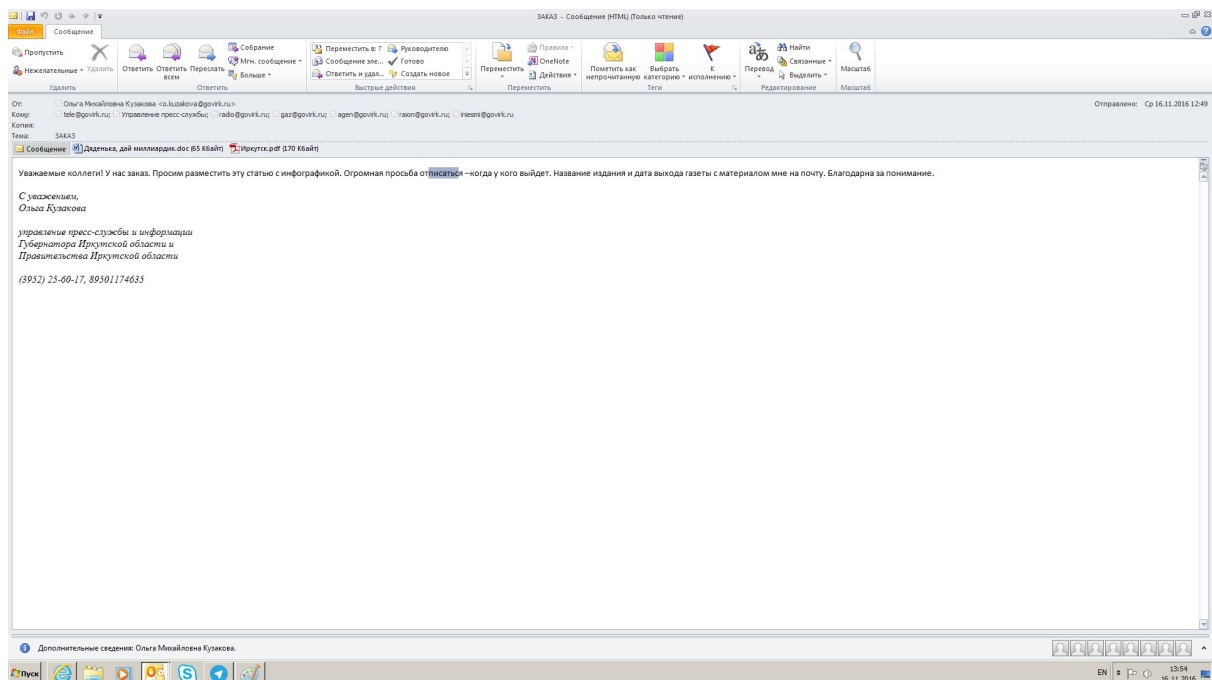 ЗАКАЗ - Сообщение (HTML) (Только чтение)
Файл Сообщение
Пропустить
Нежелательные Удалить
Удалить
Ответить Ответить всем Переслать
Собрание
Мгн. сообщение
Больше
Ответить
Переместить в: ? Руководителю
Сообщение эле... Готово
Ответить и удал... Создать новое
Быстрые действия
Переместить
Правила
OneNote
Действия
Переместить
Пометить как непрочитанную
Выбрать категорию
К исполнению
Теги
Перевод
Найти
Связанные
Выделить
Редактирование
Масштаб
Масштаб
От: Ольга Михайловна Кузакова <o.kuzakova@govirk.ru>
Отправлено: Ср 16.11.2016 12:49
Кому: tele@govirk.ru; Управление пресс-службы; radio@govirk.ru; gaz@govirk.ru; agen@govirk.ru; raion@govirk.ru; inesmi@govirk.ru
Копия:
Тема: ЗАКАЗ
Сообщение Дяденька, дай миллиардик.doc (65 Кбайт) Иркутск.pdf (170 Кбайт)
Уважаемые коллеги! У нас заказ. Просим разместить эту статью с инфографикой. Огромная просьба отписаться –когда у кого выйдет. Название издания и дата выхода газеты с материалом мне на почту. Благодарна за понимание.
С уважением,
Ольга Кузакова
управление пресс-службы и информации
Губернатора Иркутской области и
Правительства Иркутской области
(3952) 25-60-17, 89501174635
Дополнительные сведения: Ольга Михайловна Кузакова.
Пуск
EN
13:54
16.11.2016